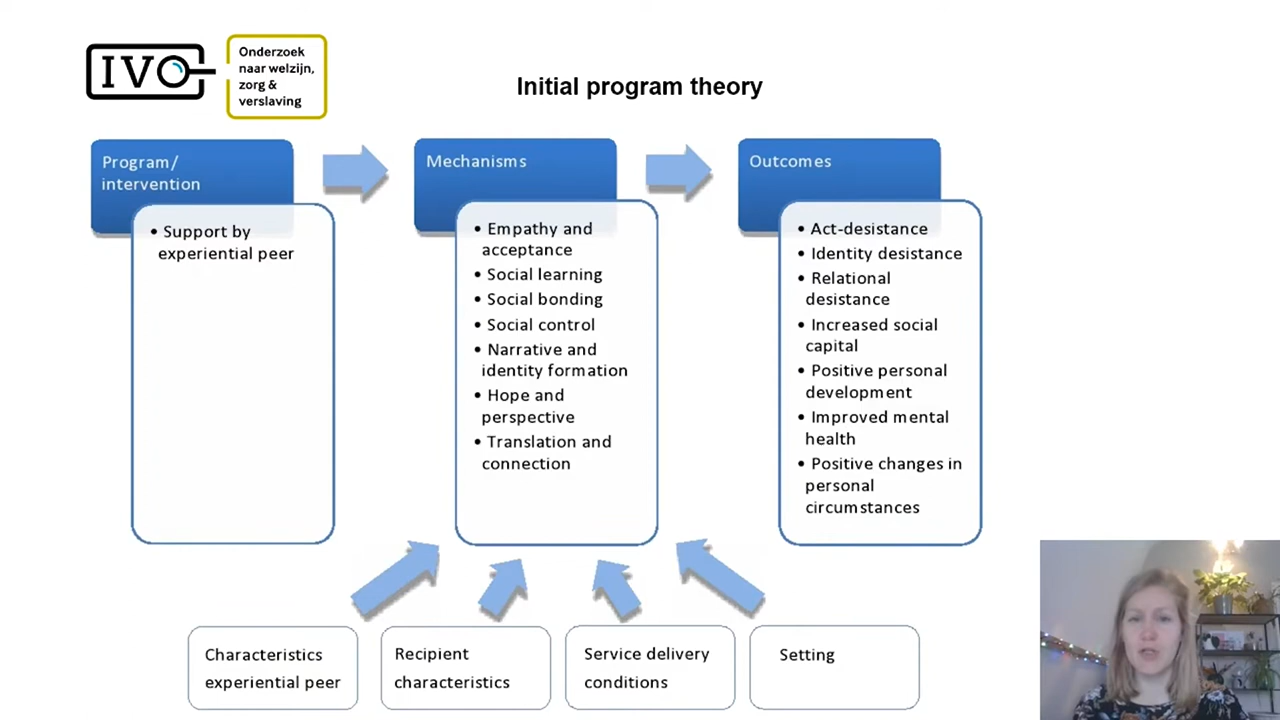 IVO
Onderzoek
naar welzijn,
zorg &
verslaving
Initial program theory
Program/
intervention
• Support by
experiential peer
Mechanisms
• Empathy and
acceptance
• Social learning
• Social bonding
• Social control
• Narrative and
identity formation
• Hope and
perspective
• Translation and
connection
Outcomes
• Act-desistance
• Identity desistance
• Relational
desistance
• Increased social
capital
• Positive personal
development
• Improved mental
health
• Positive changes in
personal
circumstances
Characteristics
experiential peer
Recipient
characteristics
Service delivery
conditions
Setting